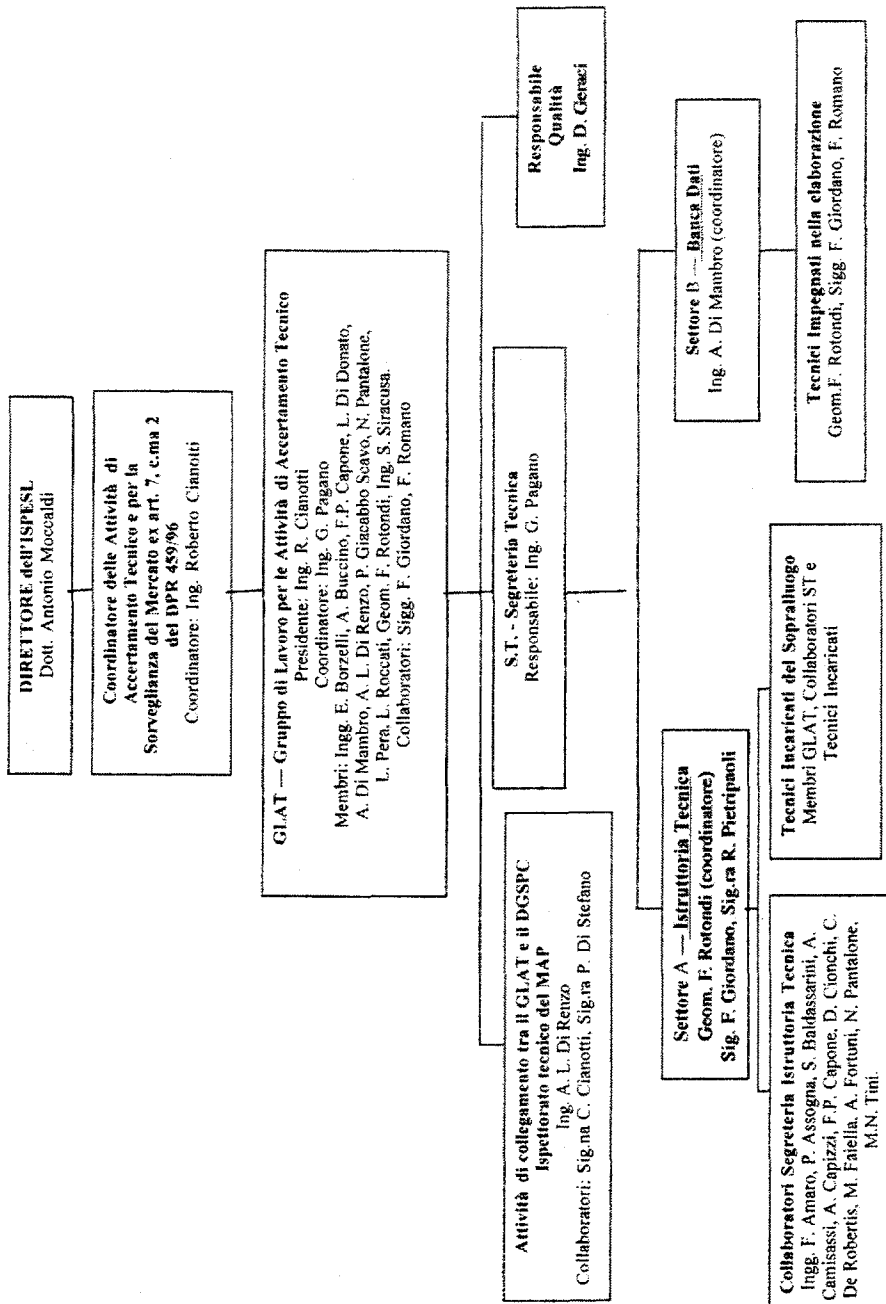 DIRETTORE dell'ISPESL
Dott. Antonio Moccaldi
Coordinatore delle Attività di
Accertamento Tecnico e per la
Sorveglianza del Mercato ex art. 7, c.ma 2
del DPR 459/96
Coordinatore: Ing. Roberto Cianotti
GLAT — Gruppo di Lavoro per le Attività di Accertamento Tecnico
Presidente: Ing. R. Cianotti
Coordinatore: Ing. G. Pagano
Membri: Ingg. E. Borzelli, A. Buccino, F.P. Capone, L. Di Donato,
A. Di Mambro, A. L. Di Renzo, P. Giacabbo Scavo, N. Pantalone,
L. Pera, L. Roccati, Geom. F. Rotondi, Ing. S. Siracusa.
Collaboratori: Sigg. F. Giordano, F. Romano
Attività di collegamento tra il GLAT e il DGSPC
Ispettorato tecnico del MAP
Ing. A. L. Di Renzo
Collaboratori: Sig.na C. Cianotti, Sig.ra P. Di Stefano
S.T. - Segreteria Tecnica
Responsabile: Ing. G. Pagano
Responsabile
Qualità
Ing. D. Geraci
Settore A — Istruttoria Tecnica
Geom. F. Rotondi (coordinatore)
Sig. F. Giordano, Sig.ra R. Pietripaoli
Settore B — Banca Dati
Ing. A. Di Mambro (coordinatore)
Collaboratori Segreteria Istruttoria Tecnica
Ingg. F. Amaro, P. Assogna, S. Baldassarini, A.
Camisassi, A. Capizzi, F.P. Capone, D. Cionchi, C.
De Robertis, M. Faiella, A. Fortuni, N. Pantalone,
M.N. Tini.
Tecnici Incaricati del Sopralluogo
Membri GLAT, Collaboratori ST e
Tecnici Incaricati
Tecnici Impegnati nella elaborazione
Geom.F. Rotondi, Sigg. F. Giordano, F. Romano